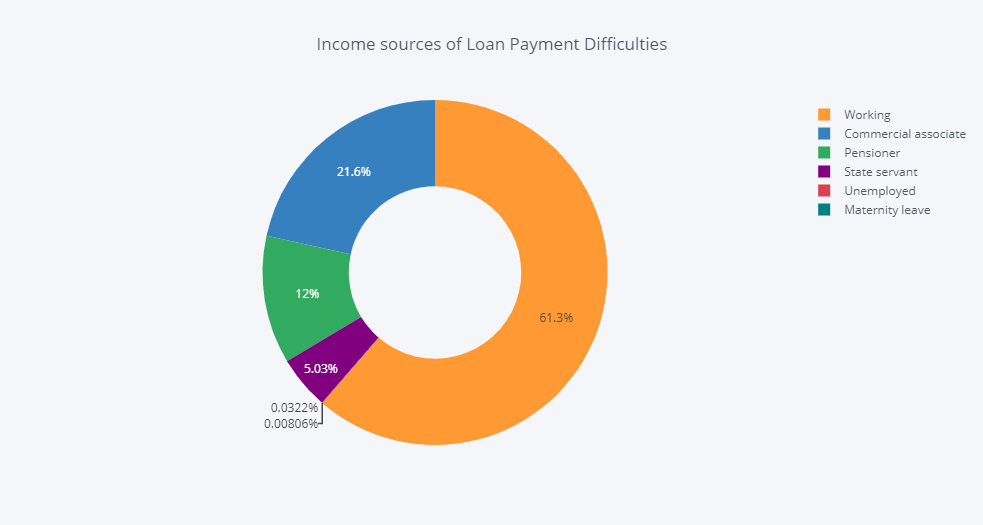 Income sources of Loan Payment Difficulties
Working
Commercial associate
Pensioner
State servant
Unemployed
Maternity leave
21.6%
12%
61.3%
5.03%
0.0322%
0.00806%